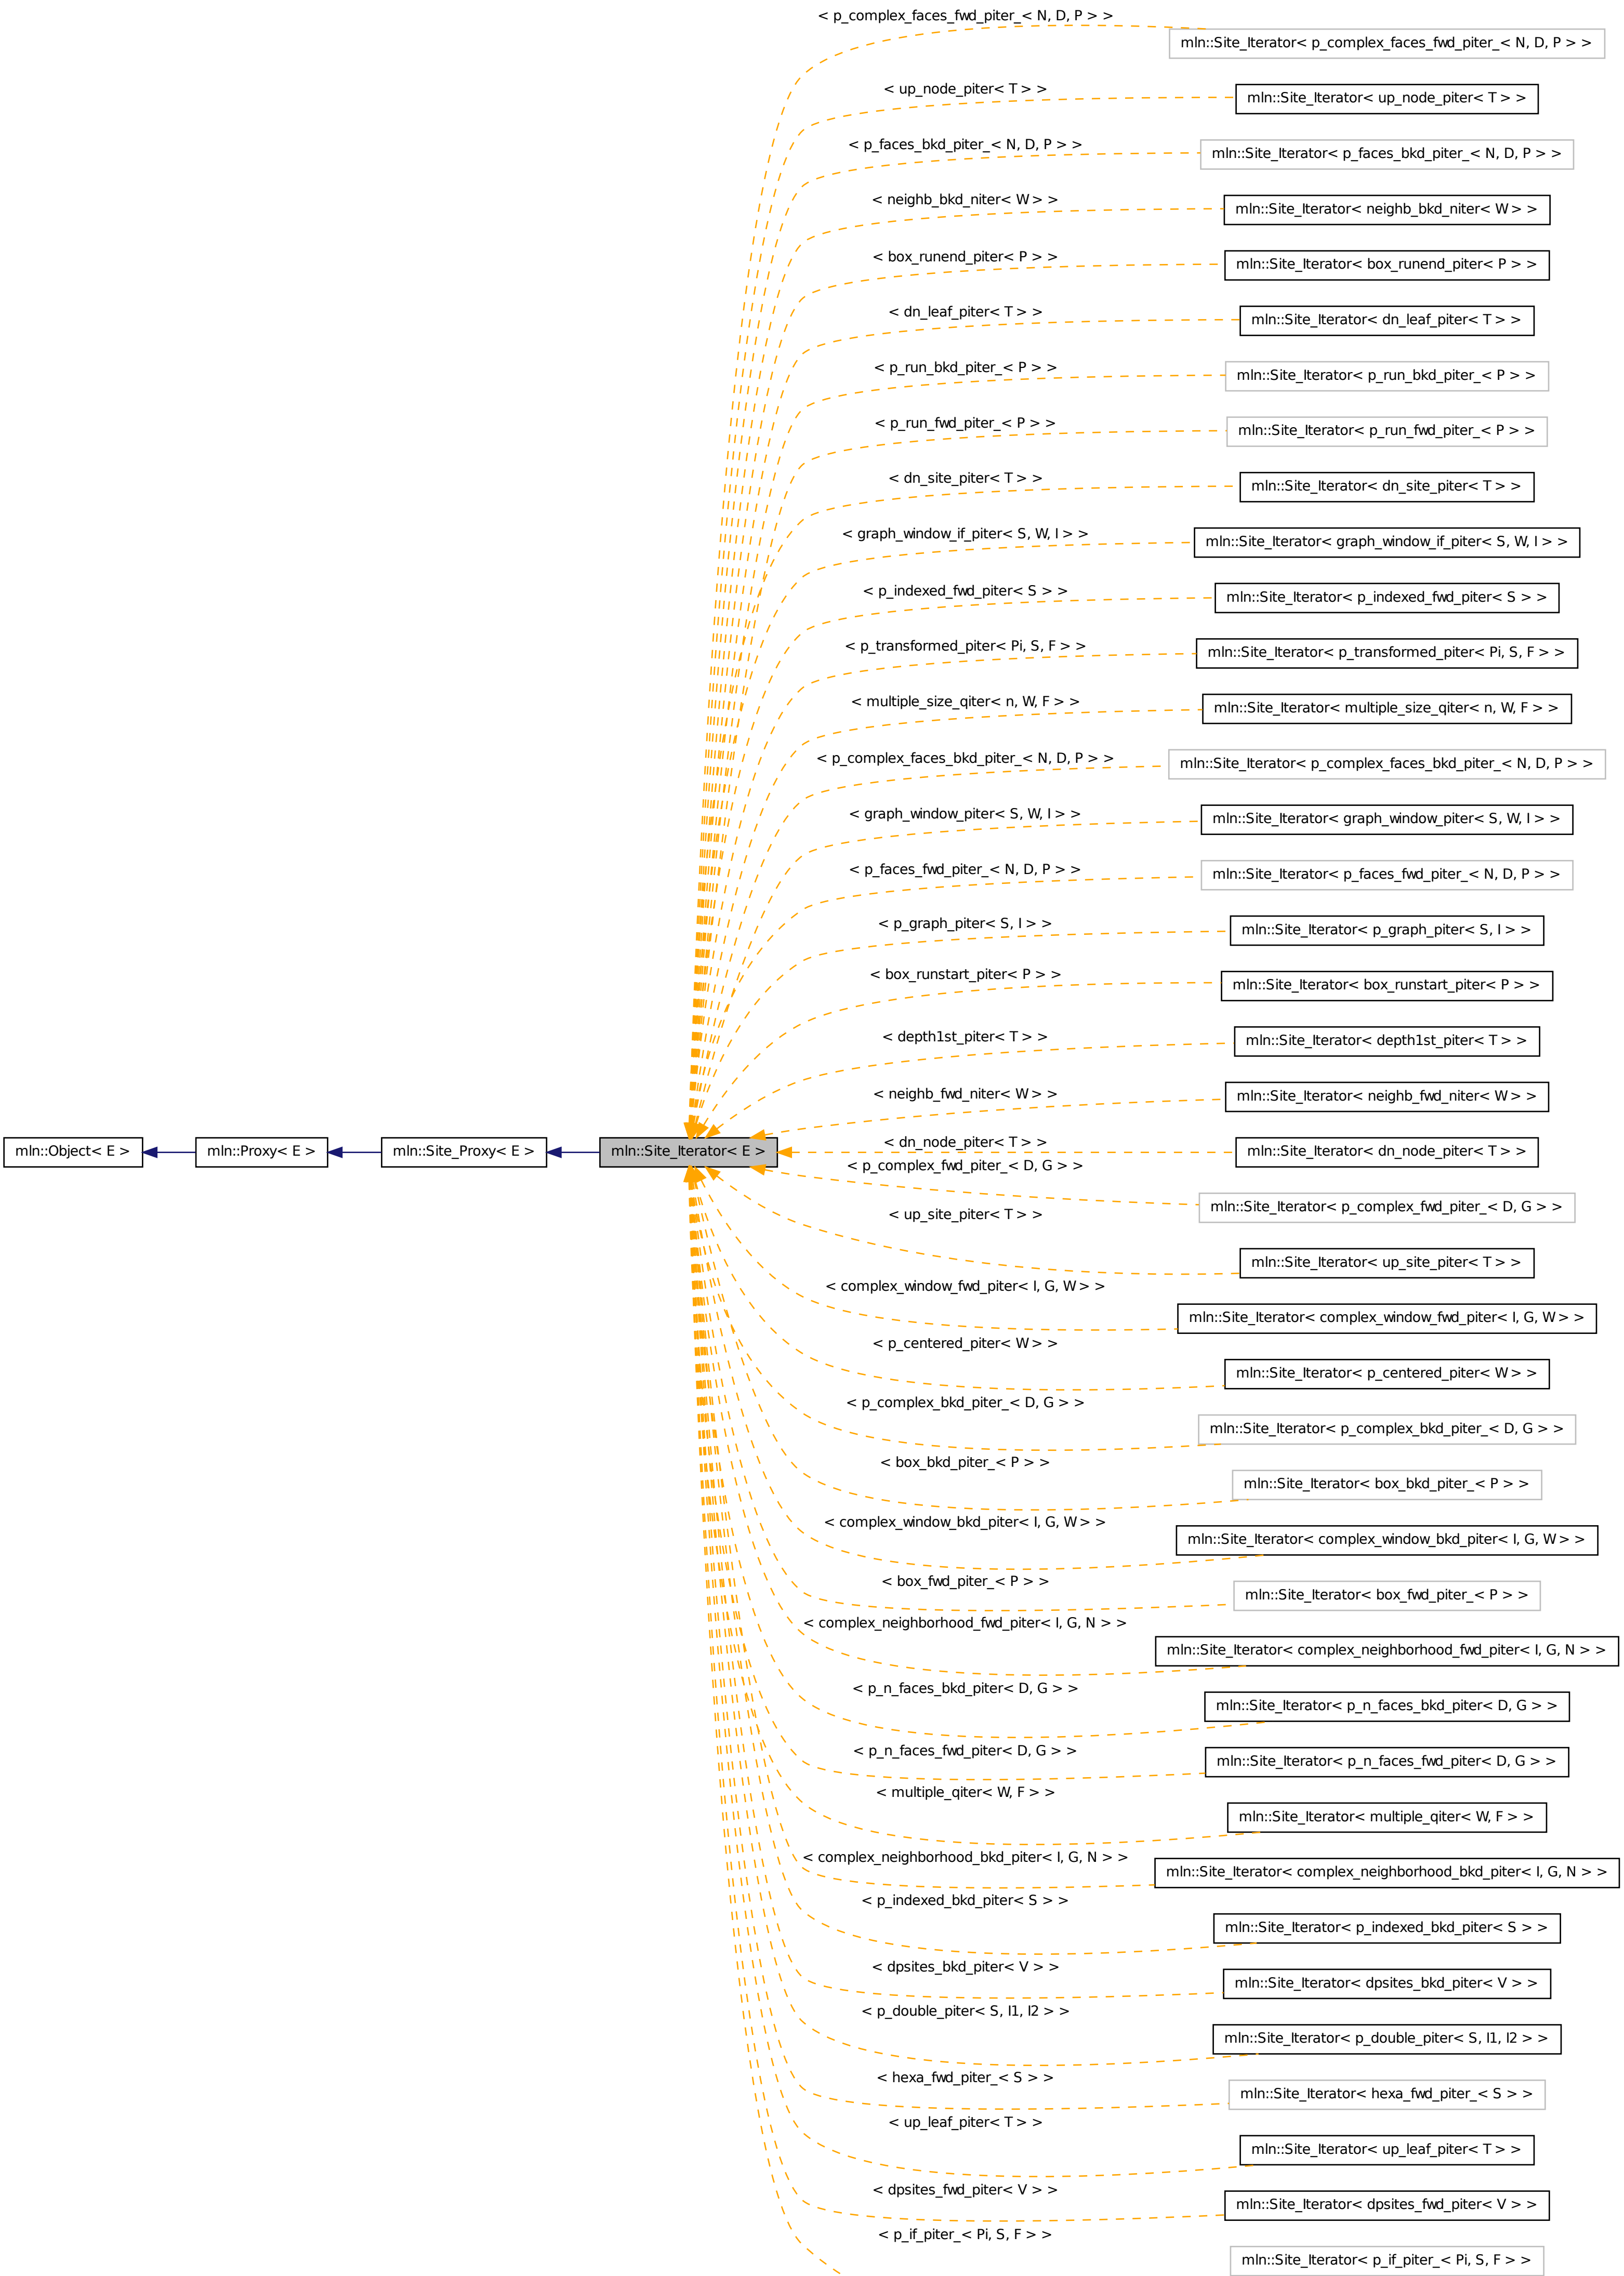 < p_complex_faces_fwd_piter_< N, D, P > >
mln::Site_Iterator< p_complex_faces_fwd_piter_< N, D, P > >
< up_node_piter< T > >
mln::Site_Iterator< up_node_piter< T > >
< p_faces_bkd_piter_< N, D, P > >
mln::Site_Iterator< p_faces_bkd_piter_< N, D, P > >
< neighb_bkd_niter< W > >
mln::Site_Iterator< neighb_bkd_niter< W > >
< box_runend_piter< P > >
mln::Site_Iterator< box_runend_piter< P > >
< dn_leaf_piter< T > >
mln::Site_Iterator< dn_leaf_piter< T > >
< p_run_bkd_piter_< P > >
mln::Site_Iterator< p_run_bkd_piter_< P > >
< p_run_fwd_piter_< P > >
mln::Site_Iterator< p_run_fwd_piter_< P > >
< dn_site_piter< T > >
mln::Site_Iterator< dn_site_piter< T > >
< graph_window_if_piter< S, W, I > >
mln::Site_Iterator< graph_window_if_piter< S, W, I > >
< p_indexed_fwd_piter< S > >
mln::Site_Iterator< p_indexed_fwd_piter< S > >
< p_transformed_piter< Pi, S, F > >
mln::Site_Iterator< p_transformed_piter< Pi, S, F > >
< multiple_size_qiter< n, W, F > >
mln::Site_Iterator< multiple_size_qiter< n, W, F > >
< p_complex_faces_bkd_piter_< N, D, P > >
mln::Site_Iterator< p_complex_faces_bkd_piter_< N, D, P > >
< graph_window_piter< S, W, I > >
mln::Site_Iterator< graph_window_piter< S, W, I > >
< p_faces_fwd_piter_< N, D, P > >
mln::Site_Iterator< p_faces_fwd_piter_< N, D, P > >
< p_graph_piter< S, I > >
mln::Site_Iterator< p_graph_piter< S, I > >
< box_runstart_piter< P > >
mln::Site_Iterator< box_runstart_piter< P > >
< depth1st_piter< T > >
mln::Site_Iterator< depth1st_piter< T > >
< neighb_fwd_niter< W > >
mln::Site_Iterator< neighb_fwd_niter< W > >
mln::Object< E >
mln::Proxy< E >
mln::Site_Proxy< E >
mln::Site_Iterator< E >
< dn_node_piter< T > >
mln::Site_Iterator< dn_node_piter< T > >
< p_complex_fwd_piter_< D, G > >
mln::Site_Iterator< p_complex_fwd_piter_< D, G > >
< up_site_piter< T > >
mln::Site_Iterator< up_site_piter< T > >
< complex_window_fwd_piter< I, G, W > >
mln::Site_Iterator< complex_window_fwd_piter< I, G, W > >
< p_centered_piter< W > >
mln::Site_Iterator< p_centered_piter< W > >
< p_complex_bkd_piter_< D, G > >
mln::Site_Iterator< p_complex_bkd_piter_< D, G > >
< box_bkd_piter_< P > >
mln::Site_Iterator< box_bkd_piter_< P > >
< complex_window_bkd_piter< I, G, W > >
mln::Site_Iterator< complex_window_bkd_piter< I, G, W > >
< box_fwd_piter_< P > >
mln::Site_Iterator< box_fwd_piter_< P > >
< complex_neighborhood_fwd_piter< I, G, N > >
mln::Site_Iterator< complex_neighborhood_fwd_piter< I, G, N > >
< p_n_faces_bkd_piter< D, G > >
mln::Site_Iterator< p_n_faces_bkd_piter< D, G > >
< p_n_faces_fwd_piter< D, G > >
mln::Site_Iterator< p_n_faces_fwd_piter< D, G > >
< multiple_qiter< W, F > >
mln::Site_Iterator< multiple_qiter< W, F > >
< complex_neighborhood_bkd_piter< I, G, N > >
mln::Site_Iterator< complex_neighborhood_bkd_piter< I, G, N > >
< p_indexed_bkd_piter< S > >
mln::Site_Iterator< p_indexed_bkd_piter< S > >
< dpsites_bkd_piter< V > >
mln::Site_Iterator< dpsites_bkd_piter< V > >
< p_double_piter< S, I1, I2 > >
mln::Site_Iterator< p_double_piter< S, I1, I2 > >
< hexa_fwd_piter_< S > >
mln::Site_Iterator< hexa_fwd_piter_< S > >
< up_leaf_piter< T > >
mln::Site_Iterator< up_leaf_piter< T > >
< dpsites_fwd_piter< V > >
mln::Site_Iterator< dpsites_fwd_piter< V > >
< p_if_piter_< Pi, S, F > >
mln::Site_Iterator< p_if_piter_< Pi, S, F > >